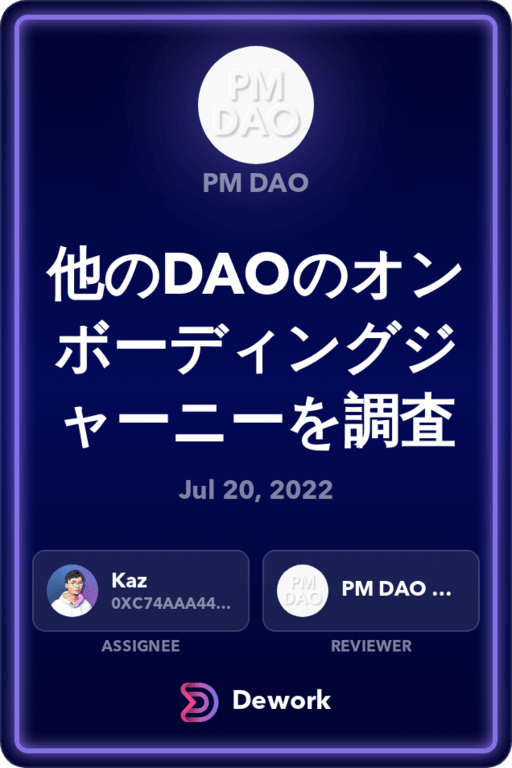 PM
DAO
PM DAO
他のDAOのオン
ボーディングジ
ャーニーを調査
Jul 20, 2022
Kaz
0XC74AAA44...
ASSIGNEE
PM
DAO
PM DAO ...
REVIEWER
Dework